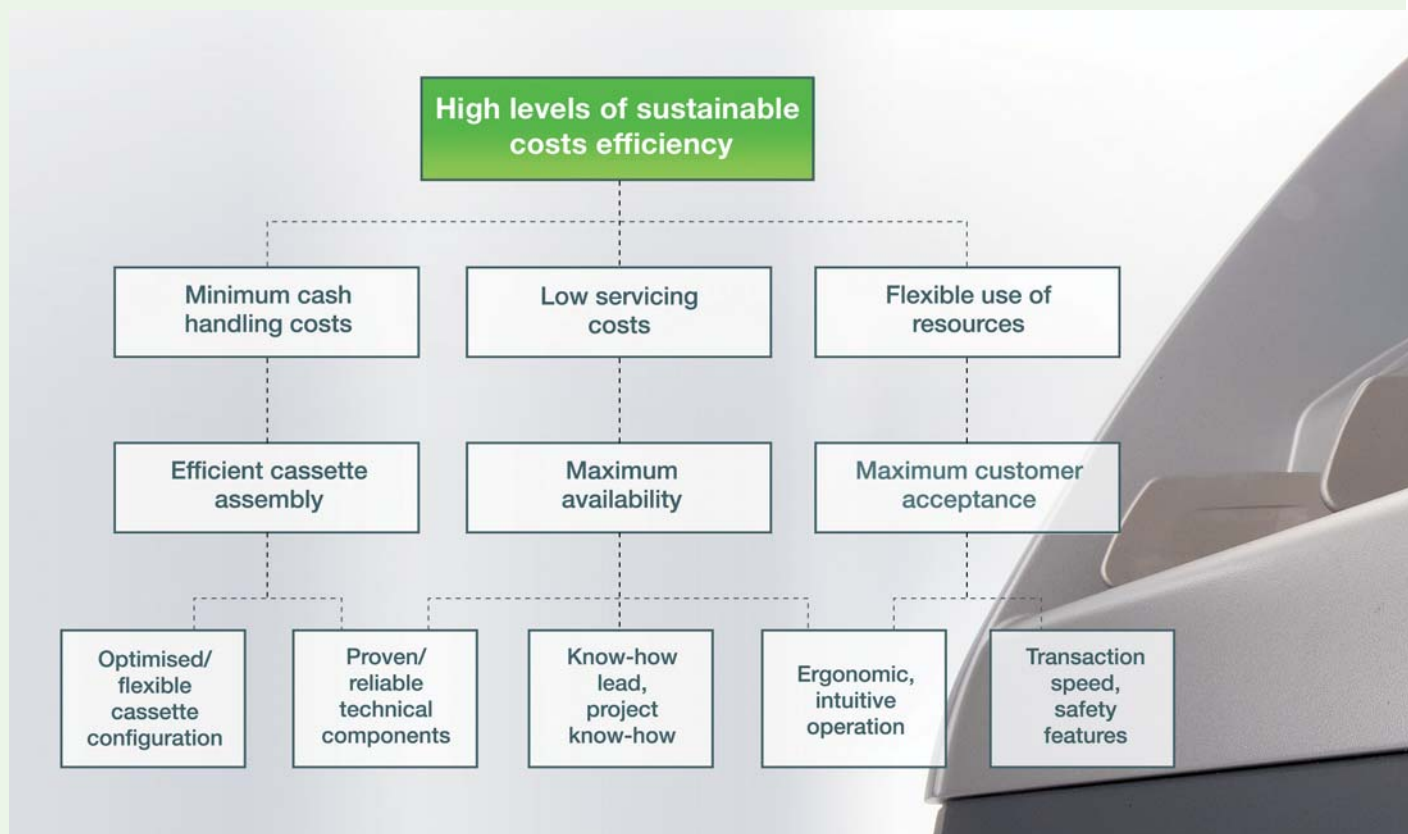 High levels of sustainable
costs efficiency
Minimum cash
handling costs
Low servicing
costs
Flexible use of
resources
Efficient cassette
assembly
Maximum
availability
Maximum customer
acceptance
Optimised/
flexible
cassette
configuration
Proven/
reliable
technical
components
Know-how
lead,
project
know-how
Ergonomic,
intuitive
operation
Transaction
speed,
safety
features